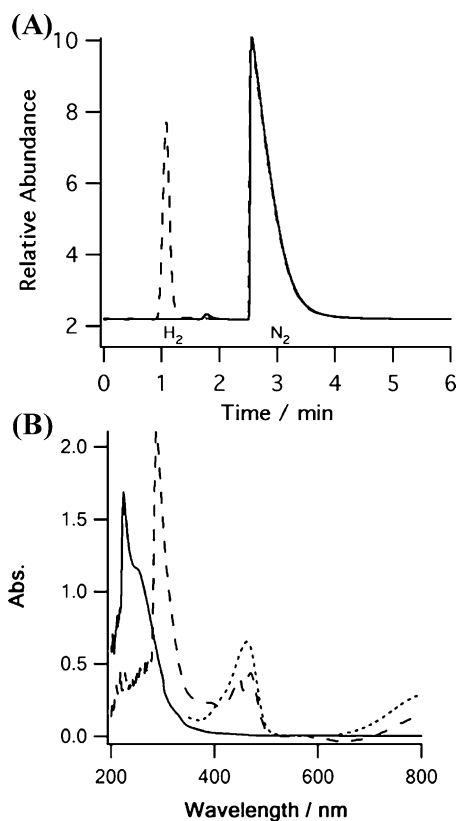 (A)
10
8
6
4
2
Relative Abundance
H2
N2
0 1 2 3 4 5 6
Time / min
(B)
2.0
1.5
1.0
0.5
0.0
Abs.
200 400 600 800
Wavelength / nm